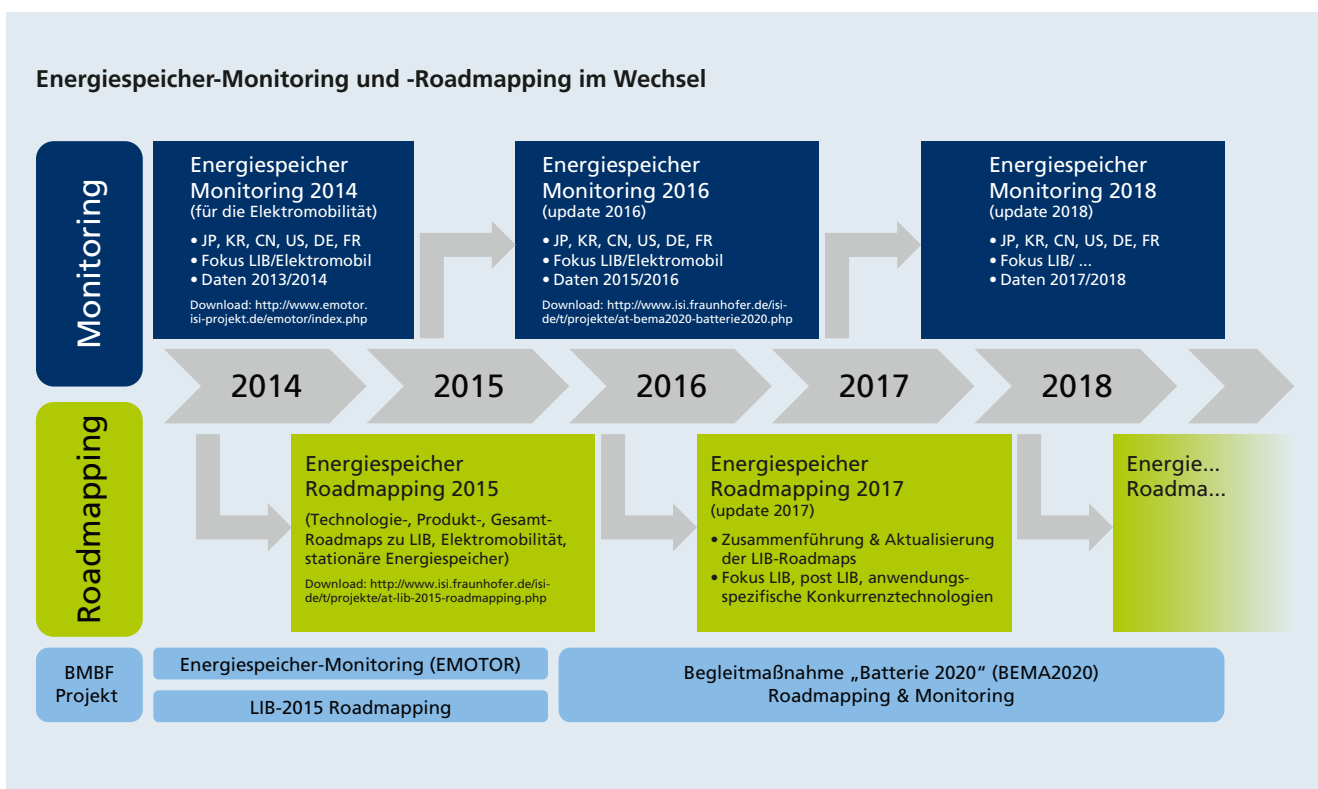 Energiespeicher-Monitoring und -Roadmapping im Wechsel
Monitoring
Energiespeicher
Monitoring 2014
(für die Elektromobilität)
• JP, KR, CN, US, DE, FR
• Fokus LIB/Elektromobil
• Daten 2013/2014
Download: http://www.emotor.
isi-projekt.de/emotor/index.php
Energiespeicher
Monitoring 2016
(update 2016)
• JP, KR, CN, US, DE, FR
• Fokus LIB/Elektromobil
• Daten 2015/2016
Download: http://www.isi.fraunhofer.de/isi-
de/t/projekte/at-bema2020-batterie2020.php
Energiespeicher
Monitoring 2018
(update 2018)
• JP, KR, CN, US, DE, FR
• Fokus LIB/ ...
• Daten 2017/2018
2014
2015
2016
2017
2018
Roadmapping
Energiespeicher
Roadmapping 2015
(Technologie-, Produkt-, Gesamt-
Roadmaps zu LIB, Elektromobilität,
stationäre Energiespeicher)
Download: http://www.isi.fraunhofer.de/isi-
de/t/projekte/at-lib-2015-roadmapping.php
Energiespeicher
Roadmapping 2017
(update 2017)
• Zusammenführung & Aktualisierung
der LIB-Roadmaps
• Fokus LIB, post LIB, anwendungs-
spezifische Konkurrenztechnologien
Energie...
Roadma...
BMBF
Projekt
Energiespeicher-Monitoring (EMOTOR)
LIB-2015 Roadmapping
Begleitmaßnahme „Batterie 2020“ (BEMA2020)
Roadmapping & Monitoring